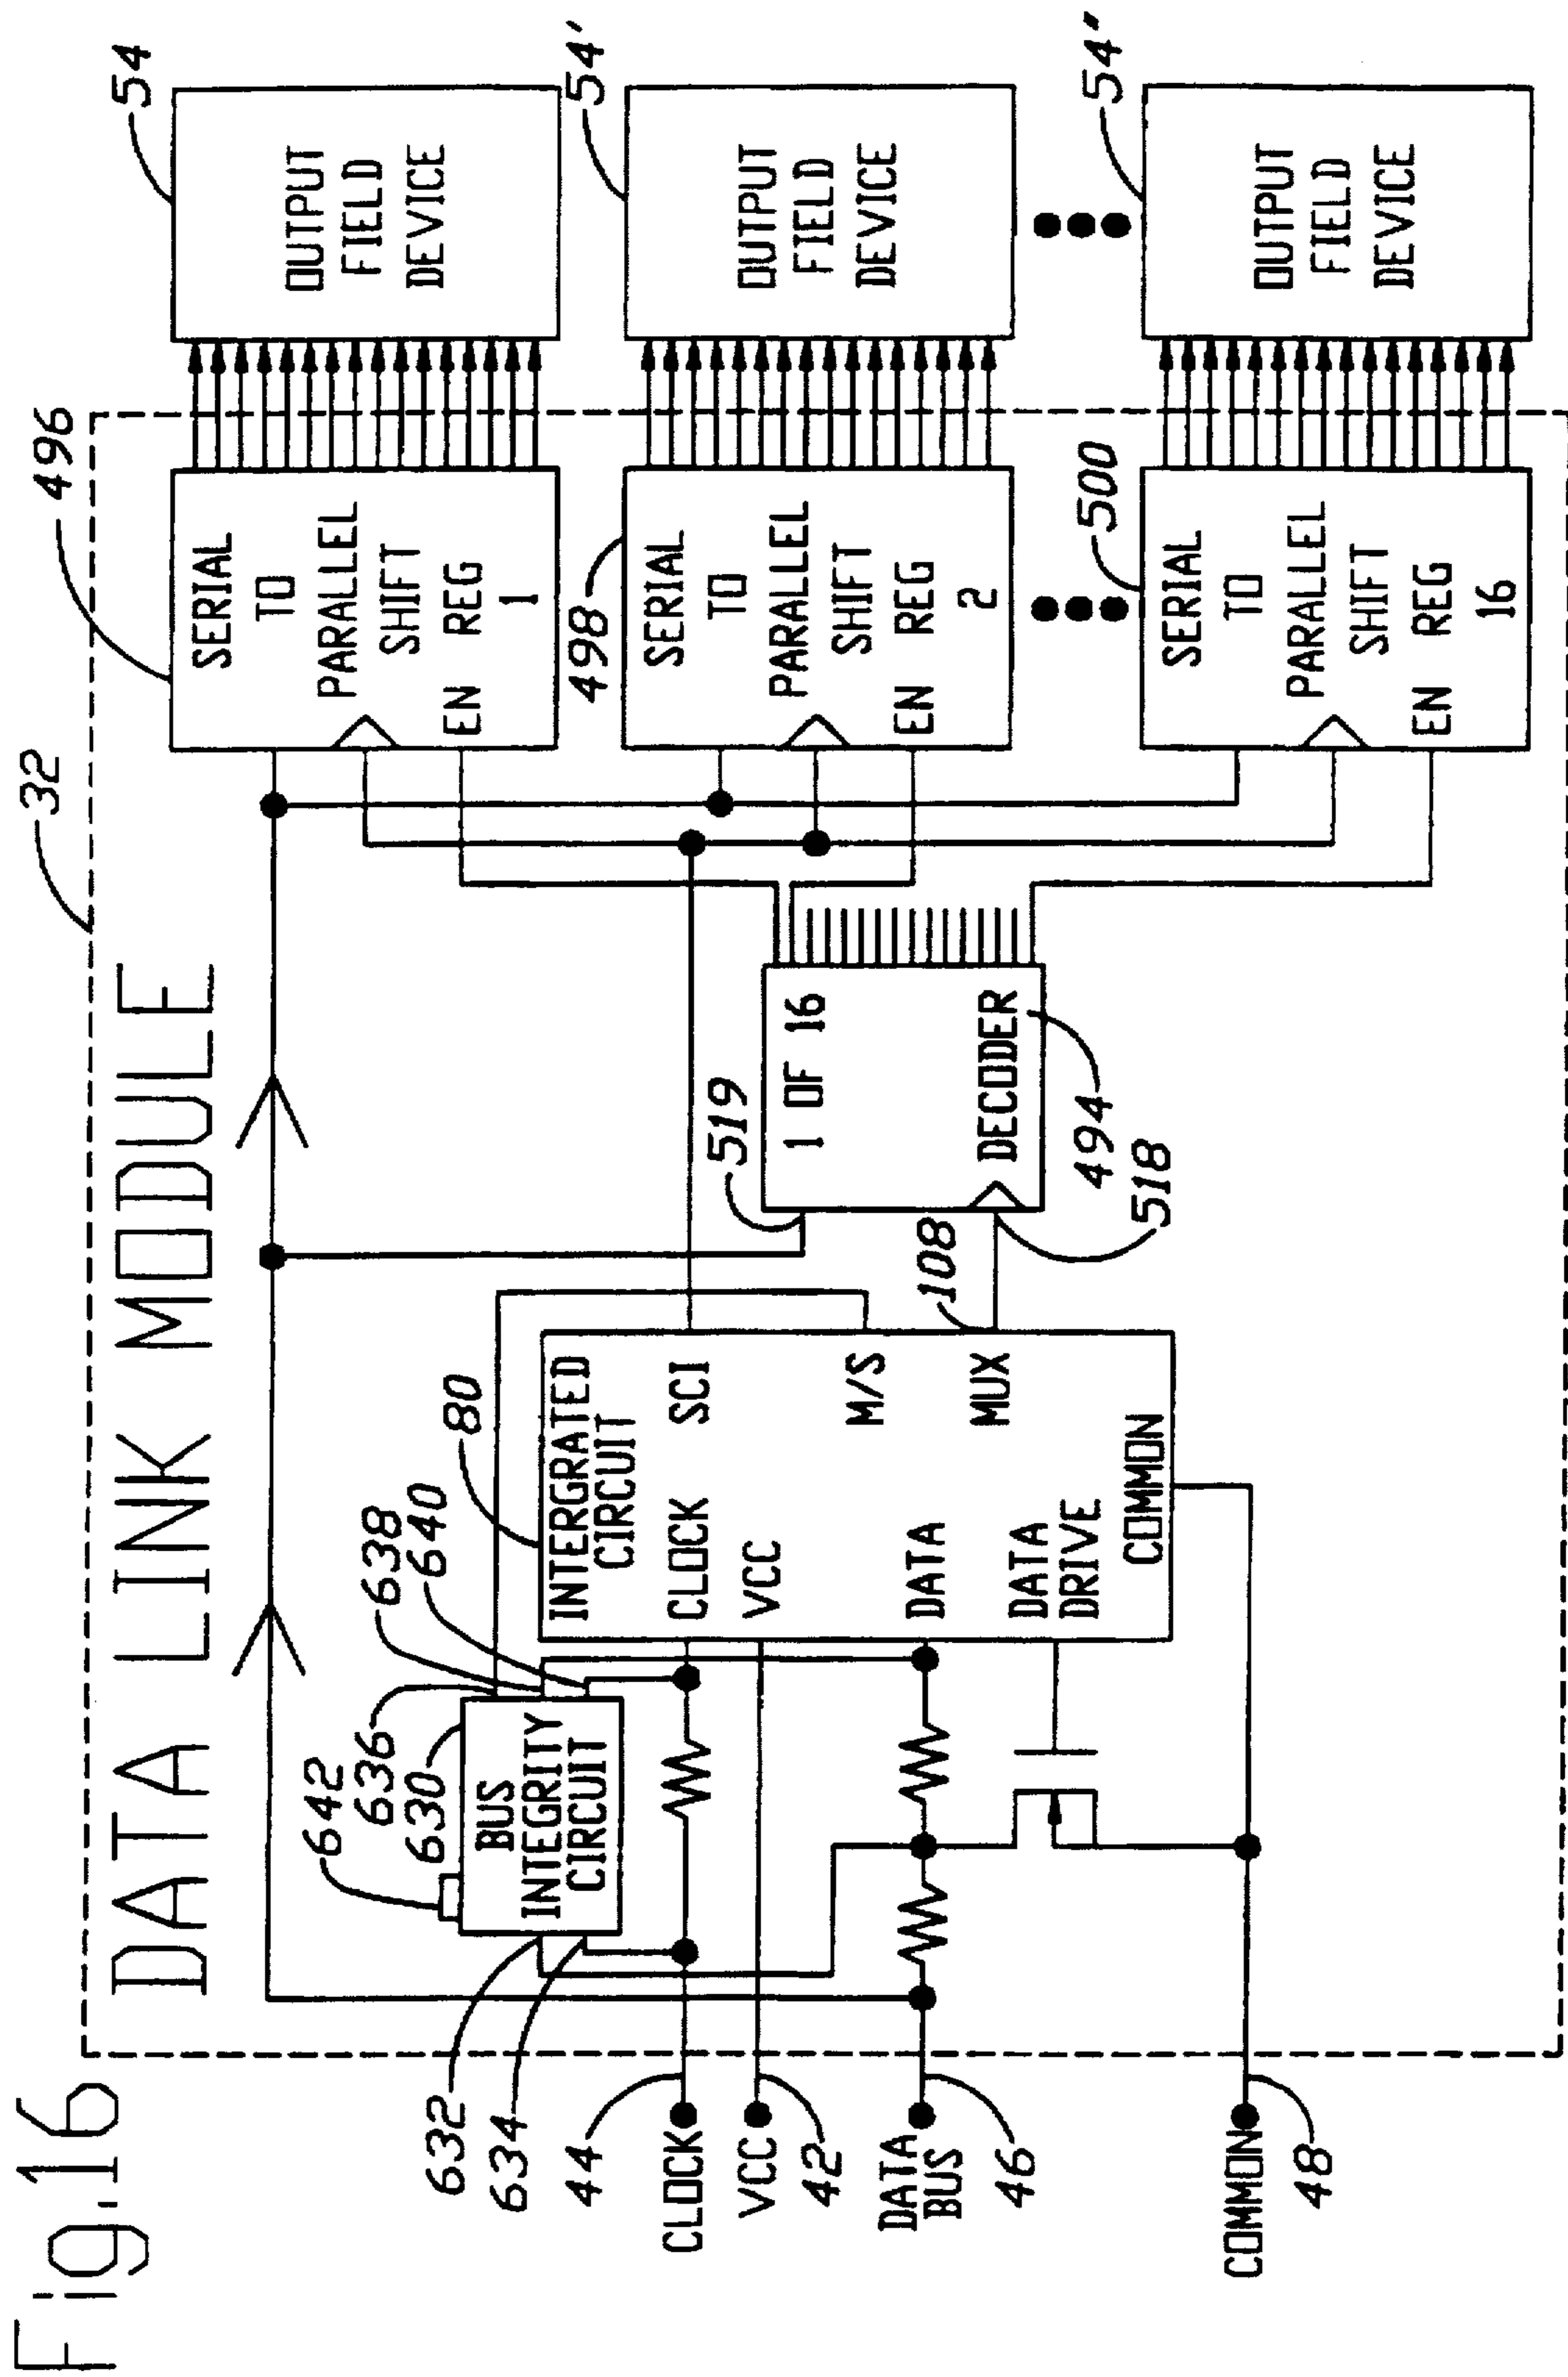 Fig.16
DATA LINK MODULE
32
496
54
SERIAL
TO
PARALLEL
SHIFT
EN REG
1
OUTPUT
FIELD
DEVICE
498
54'
SERIAL
TO
PARALLEL
SHIFT
EN REG
2
OUTPUT
FIELD
DEVICE
500
54"
SERIAL
TO
PARALLEL
SHIFT
EN REG
16
OUTPUT
FIELD
DEVICE
642
636
630
638
640
80
BUS
INTEGRITY
CIRCUIT
632
634
INTERGRATED
CIRCUIT
CLOCK SCI
VCC
M/S
DATA
MUX
DATA
DRIVE
COMMON
108
519
1 OF 16
DECODER
494
518
44
CLOCK
VCC
42
DATA
BUS
46
COMMON
48